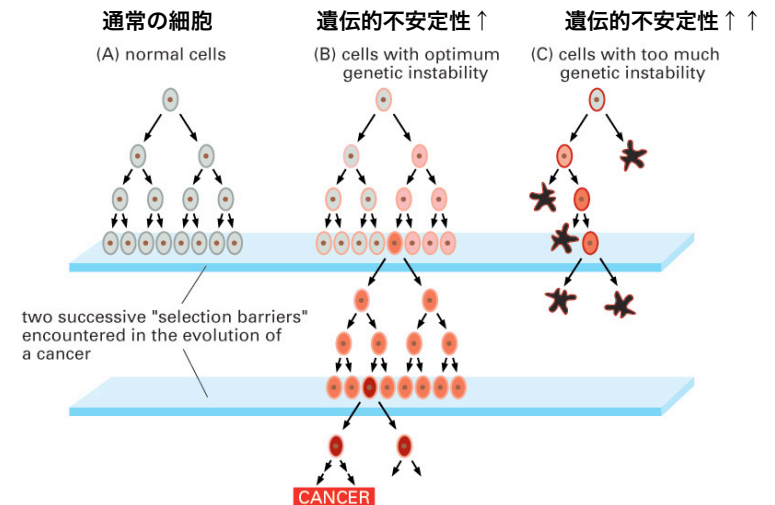 通常の細胞
遺伝的不安定性↑
遺伝的不安定性↑↑
(A) normal cells
(B) cells with optimum
genetic instability
(C) cells with too much
genetic instability
two successive "selection barriers"
encountered in the evolution of
a cancer
CANCER